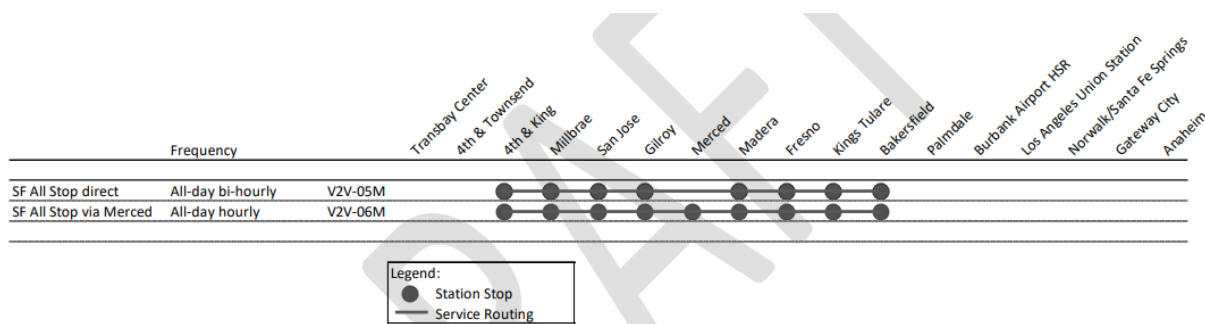 Frequency
Transbay Center
4th & Townsend
4th & King
Millbrae
San Jose
Gilroy
Merced
Madera
Fresno
Kings Tulare
Bakersfield
Palmdale
Burbank Airport HSR
Los Angeles Union Station
Norwalk/Santa Fe Springs
Gateway City
Anaheim
SF All Stop direct All-day bi-hourly V2V-05M
SF All Stop via Merced All-day hourly V2V-06M
Legend:
Station Stop
Service Routing
DRAFT